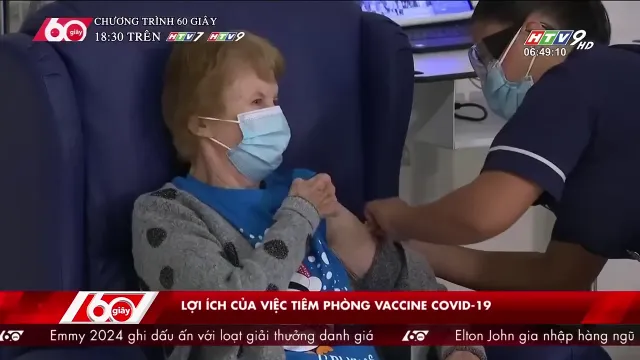 60 giây
CHƯƠNG TRÌNH 60 GIÂY
18:30 TRÊN HTV7 HTV9
HTV9 HD
06:49:10
60 giây
LỢI ÍCH CỦA VIỆC TIÊM PHÒNG VACCINE COVID-19
60 giây Emmy 2024 ghi dấu ấn với loạt giải thưởng danh giá 60 giây Elton John gia nhập hàng ngũ